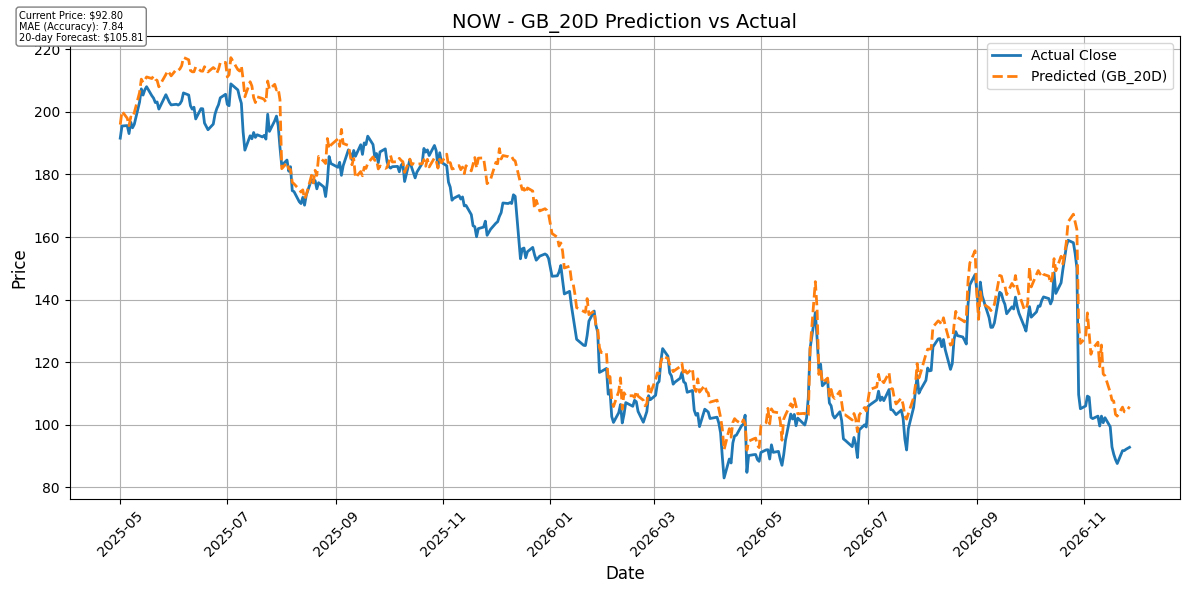 NOW - GB_20D Prediction vs Actual
Current Price: $92.80
MAE (Accuracy): 7.84
20-day Forecast: $105.81
Actual Close
Predicted (GB_20D)
Price
220
200
180
160
140
120
100
80
2025-05
2025-07
2025-09
2025-11
2026-01
2026-03
2026-05
2026-07
2026-09
2026-11
Date